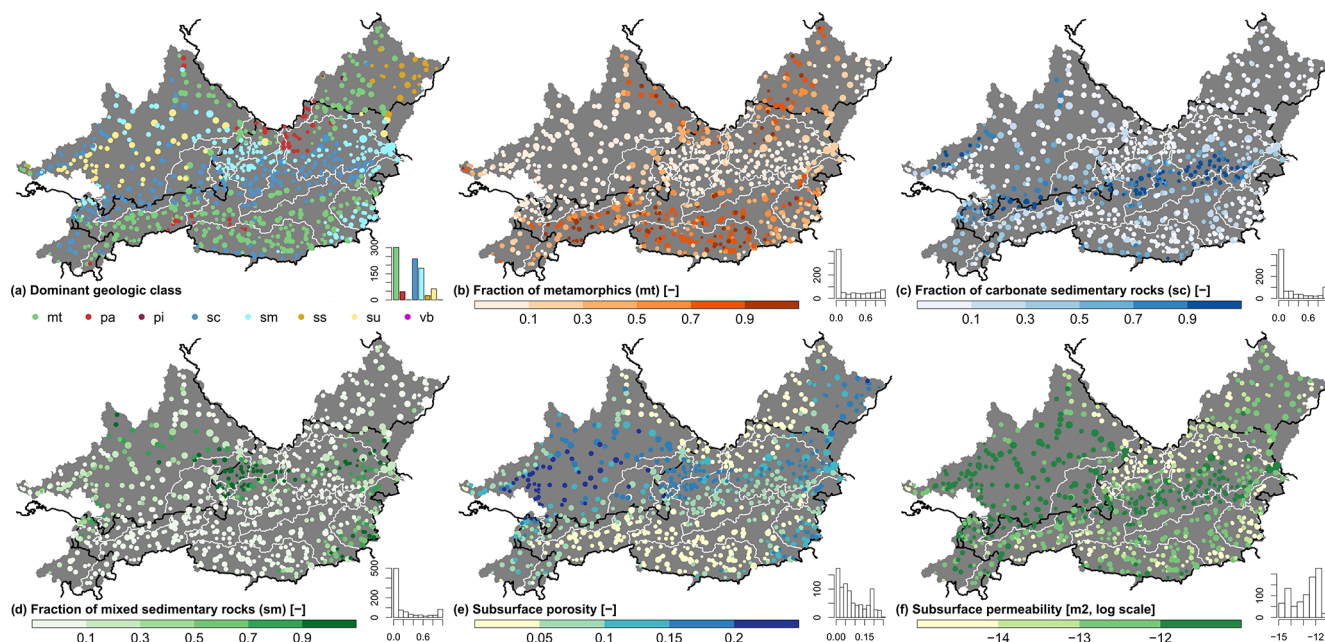 300
150
0
(a) Dominant geologic class
mt pa pi sc sm ss su vb
200
0
0.0 0.6
(b) Fraction of metamorphics (mt) [−]
0.1 0.3 0.5 0.7 0.9
200
0
0.0 0.6
(c) Fraction of carbonate sedimentary rocks (sc) [−]
0.1 0.3 0.5 0.7 0.9
500
200
0
0.0 0.6
(d) Fraction of mixed sedimentary rocks (sm) [−]
0.1 0.3 0.5 0.7 0.9
100
0
0.00 0.15
(e) Subsurface porosity [−]
0.05 0.1 0.15 0.2
100
0
−15 −12
(f) Subsurface permeability [m2, log scale]
−14 −13 −12